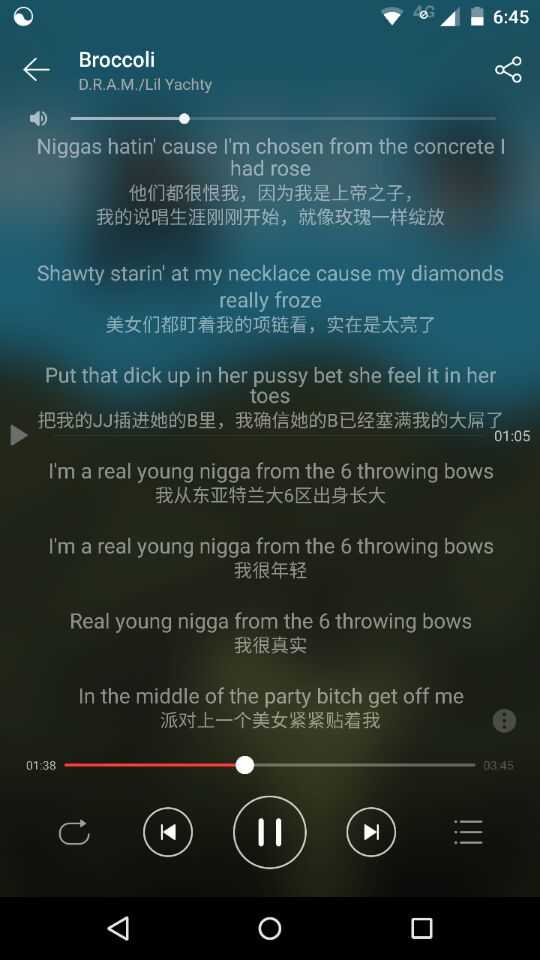 4G 6:45
Broccoli
D.R.A.M./Lil Yachty
Niggas hatin' cause I'm chosen from the concrete I
had rose
他们都很恨我，因为我是上帝之子，
我的说唱生涯刚刚开始，就像玫瑰一样绽放
Shawty starin' at my necklace cause my diamonds
really froze
美女们都盯着我的项链看，实在是太亮了
Put that dick up in her pussy bet she feel it in her
toes
把我的JJ插进她的B里，我确信她的B已经塞满我的大屌了
01:05
I'm a real young nigga from the 6 throwing bows
我从东亚特兰大6区出身长大
I'm a real young nigga from the 6 throwing bows
我很年轻
Real young nigga from the 6 throwing bows
我很真实
In the middle of the party bitch get off me
派对上一个美女紧紧贴着我
01:38 03:45